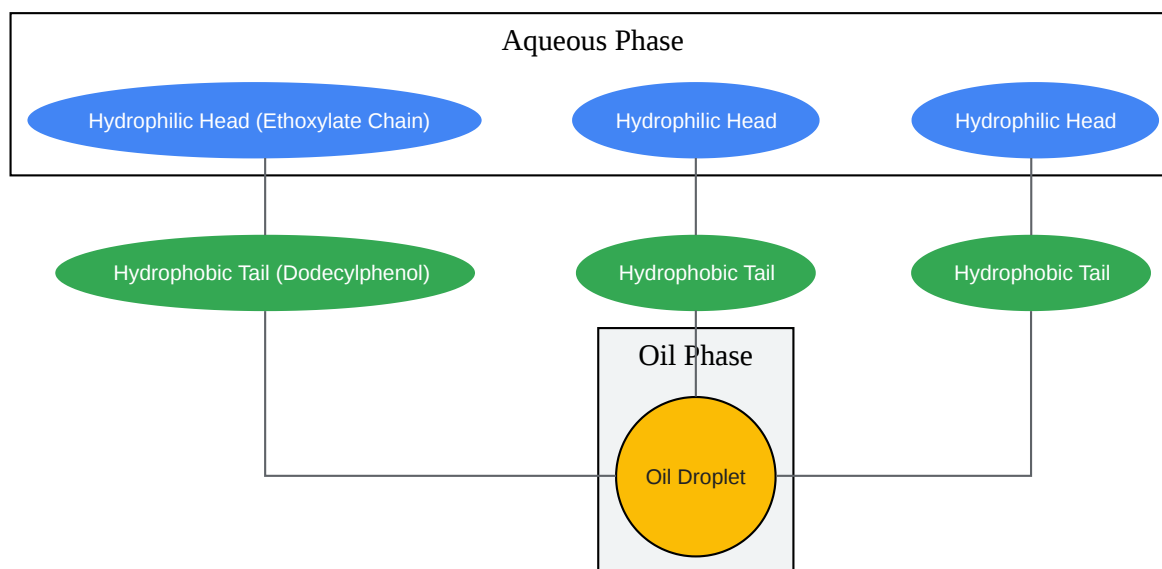 Aqueous Phase
Hydrophilic Head (Ethoxylate Chain)
Hydrophilic Head
Hydrophilic Head
Hydrophobic Tail (Dodecylphenol)
Hydrophobic Tail
Hydrophobic Tail
Oil Phase
Oil Droplet